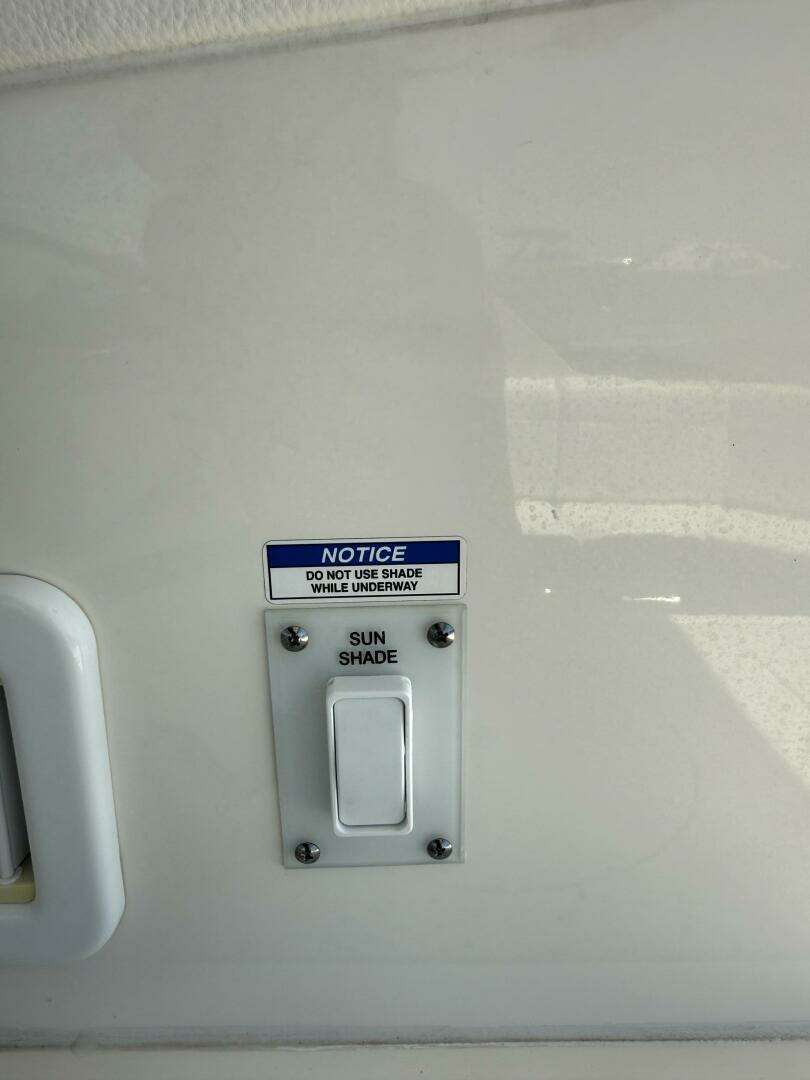 NOTICE
DO NOT USE SHADE
WHILE UNDERWAY
SUN
SHADE